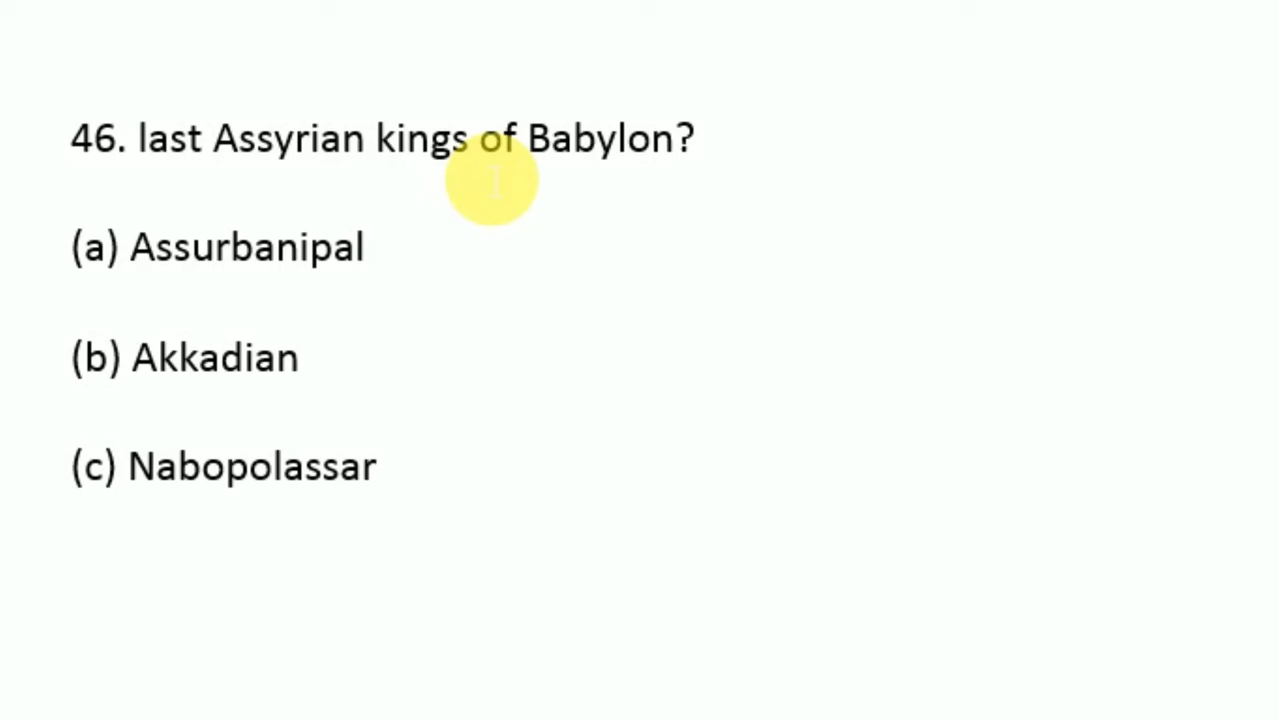 46. last Assyrian kings of Babylon?
(a) Assurbanipal
(b) Akkadian
(c) Nabopolassar